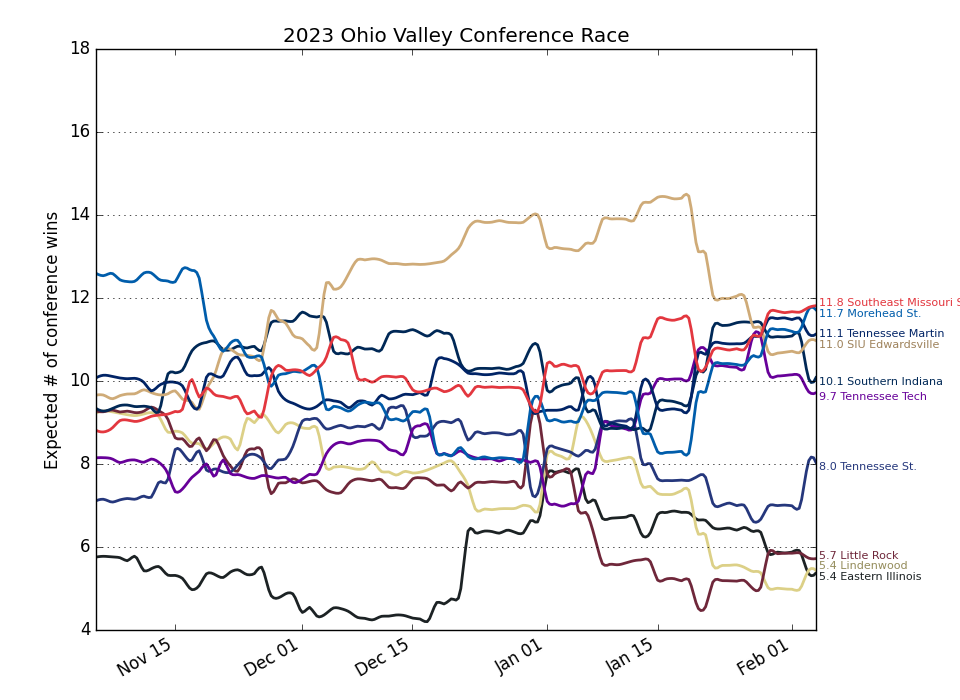 2023 Ohio Valley Conference Race
Expected # of conference wins
18
16
14
12
10
8
6
4
Nov 15
Dec 01
Dec 15
Jan 01
Jan 15
Feb 01
11.8 Southeast Missouri S
11.7 Morehead St.
11.1 Tennessee Martin
11.0 SIU Edwardsville
10.1 Southern Indiana
9.7 Tennessee Tech
8.0 Tennessee St.
5.7 Little Rock
5.4 Lindenwood
5.4 Eastern Illinois